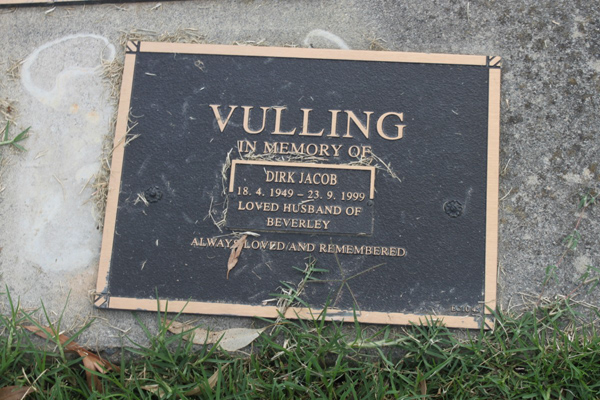 VULLING
IN MEMORY OF
DIRK JACOB
18. 4. 1949 – 23. 9. 1999
LOVED HUSBAND OF
BEVERLEY
ALWAYS LOVED AND REMEMBERED